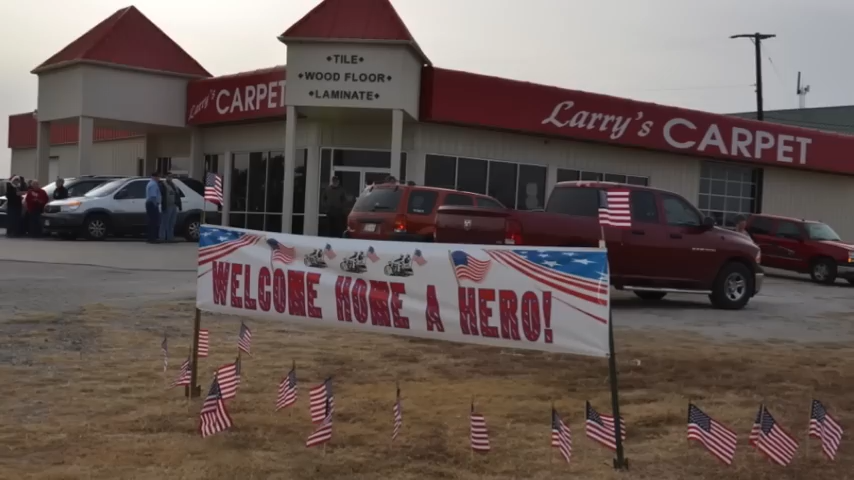 •TILE•
•WOOD FLOOR•
•LAMINATE•
Larry's CARPET
Larry's CARPET
WELCOME HOME A HERO!